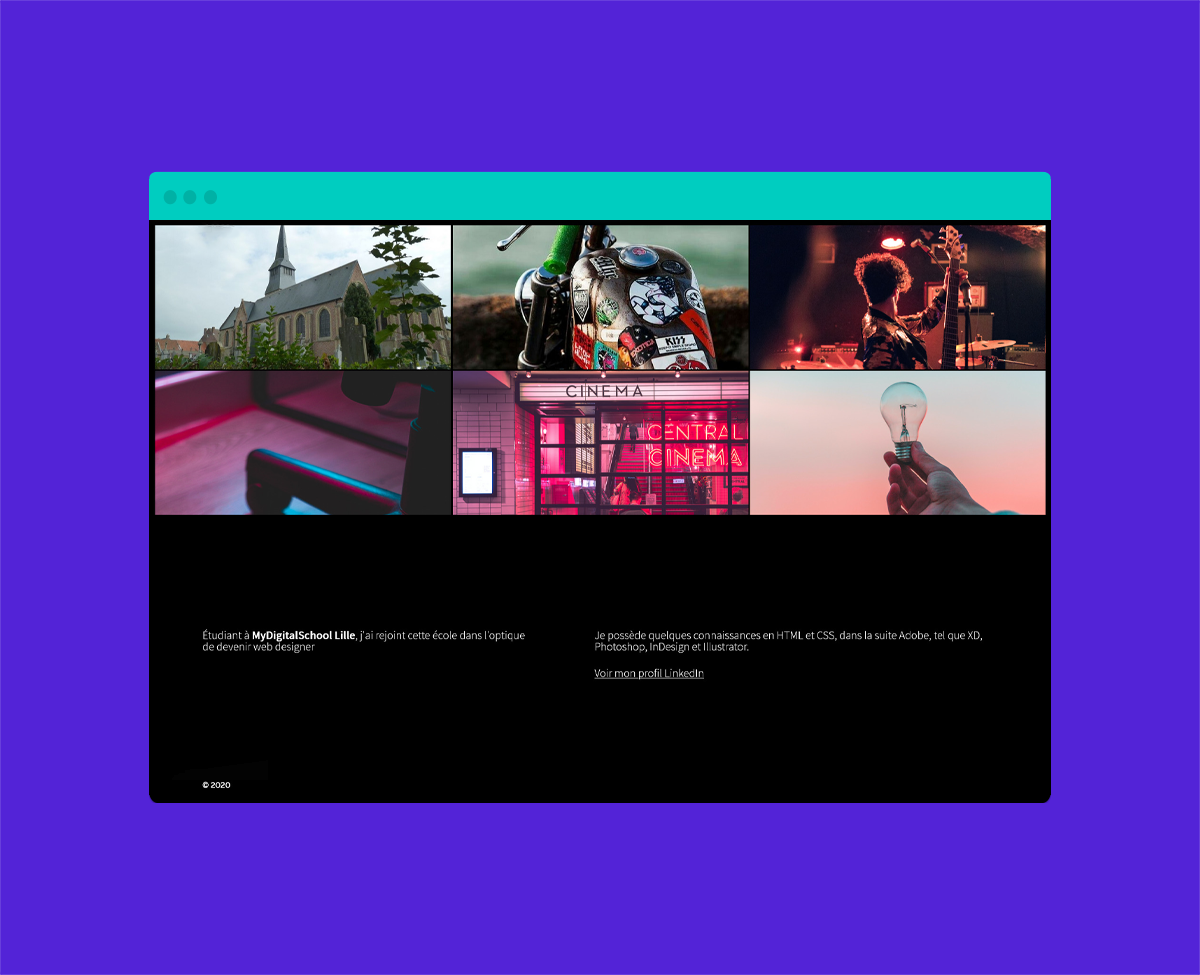 KISS
CINEMA
CENTRAL
CINEMA
Étudiant à MyDigitalSchool Lille, j'ai rejoint cette école dans l'optique
de devenir web designer
Je possède quelques connaissances en HTML et CSS, dans la suite Adobe, tel que XD,
Photoshop, InDesign et Illustrator.
Voir mon profil LinkedIn
© 2020